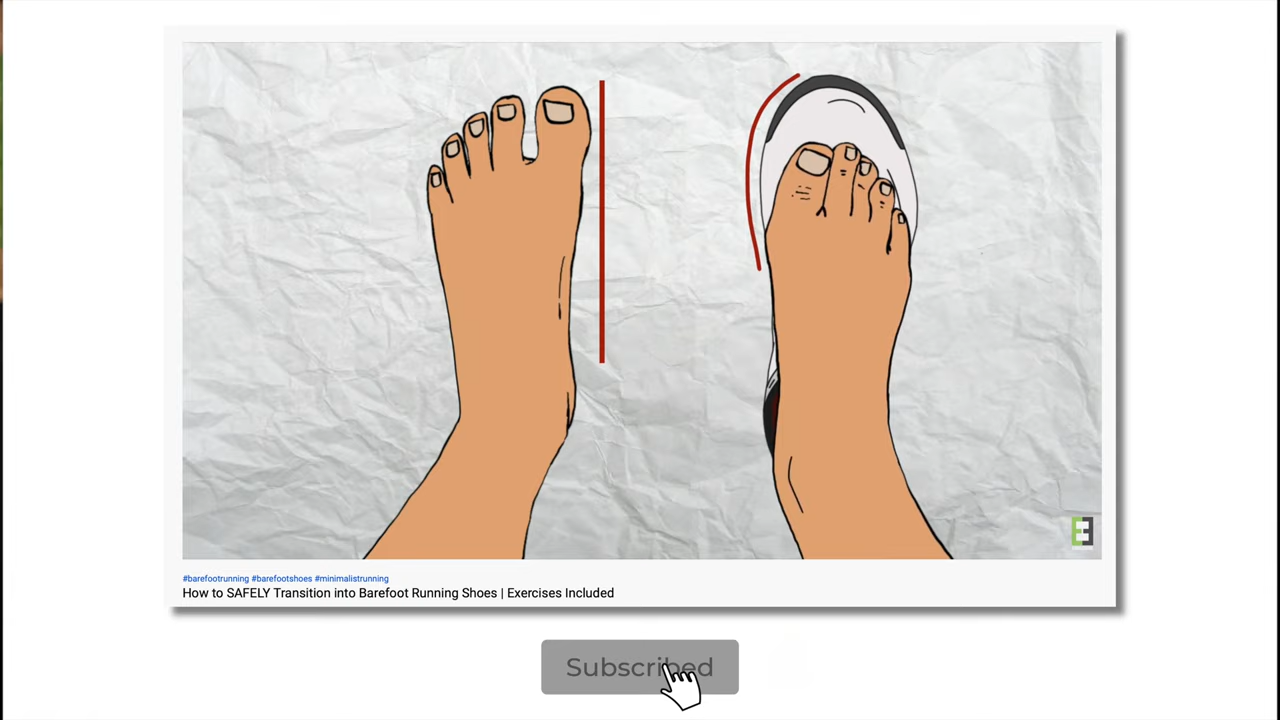 #barefootrunning #barefootshoes #minimalistrunning
How to SAFELY Transition into Barefoot Running Shoes | Exercises Included
Subscribed